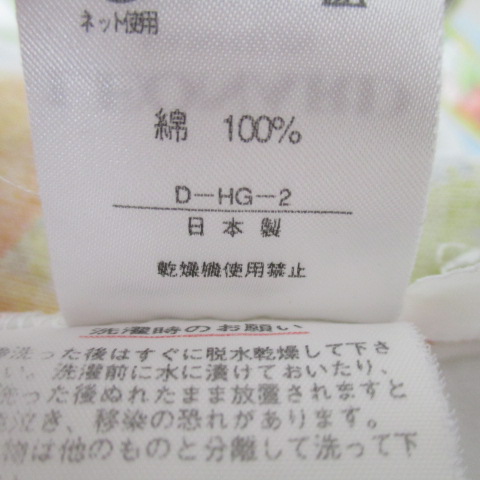 ネット使用
綿 100%
D-HG-2
日本製
乾燥機使用禁止
洗濯時のお願い
洗った後はすぐに脱水乾燥して下さ
い。洗濯前に水に漬けておいたり、
洗った後ぬれたまま放置されますと
色泣き、移染の恐れがあります。
物は他のものと分離して洗って下